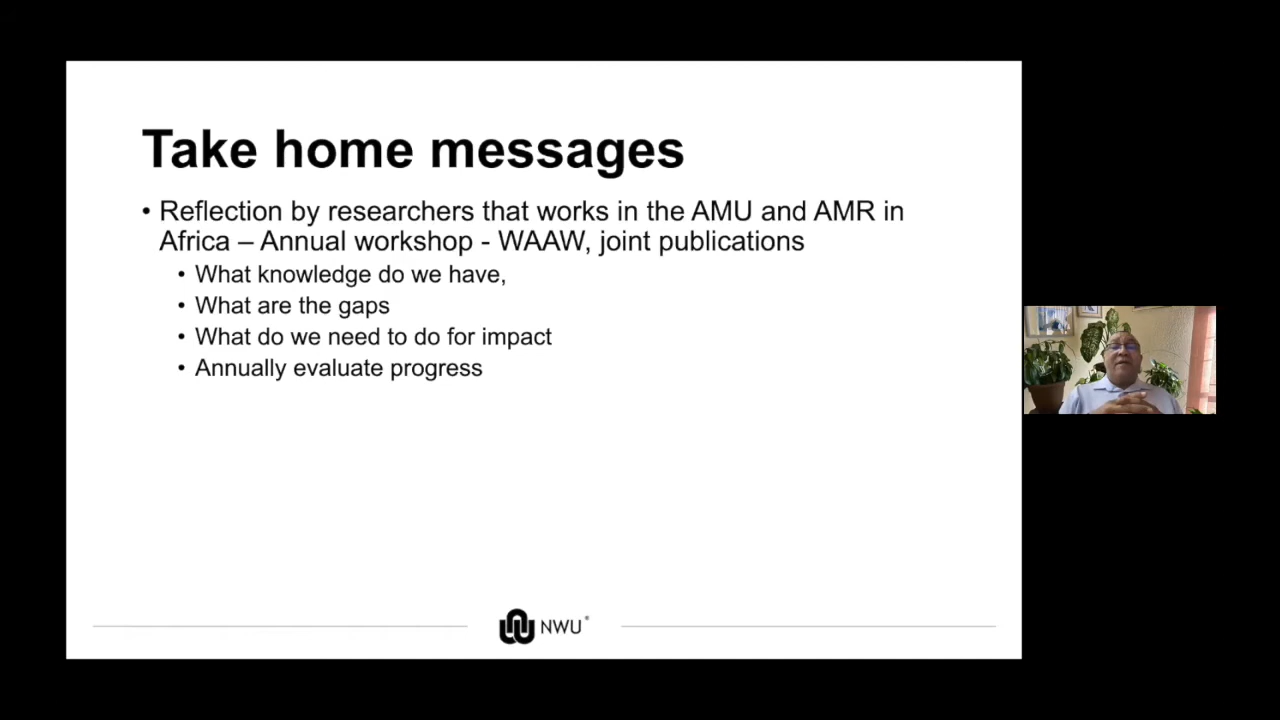 Take home messages
• Reflection by researchers that works in the AMU and AMR in
Africa – Annual workshop - WAAW, joint publications
• What knowledge do we have,
• What are the gaps
• What do we need to do for impact
• Annually evaluate progress
NWU®